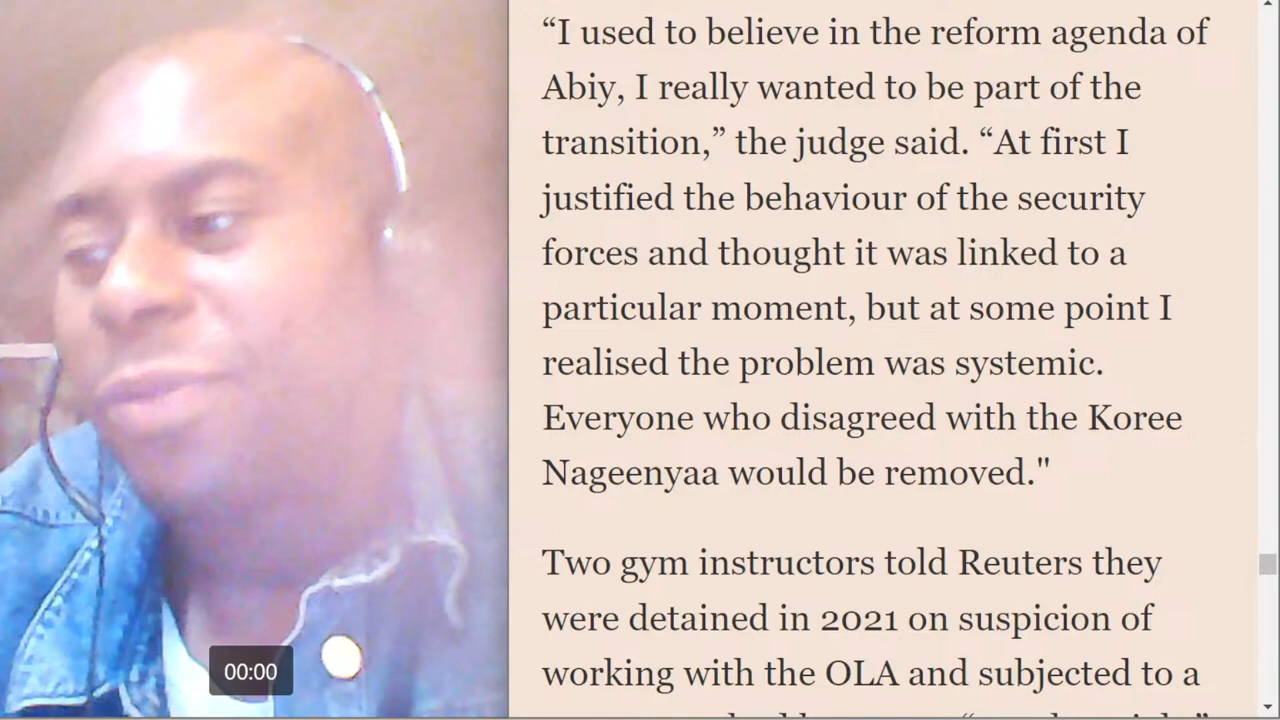 “I used to believe in the reform agenda of
Abiy, I really wanted to be part of the
transition,” the judge said. “At first I
justified the behaviour of the security
forces and thought it was linked to a
particular moment, but at some point I
realised the problem was systemic.
Everyone who disagreed with the Koree
Nageenyaa would be removed."
Two gym instructors told Reuters they
were detained in 2021 on suspicion of
working with the OLA and subjected to a
00:00